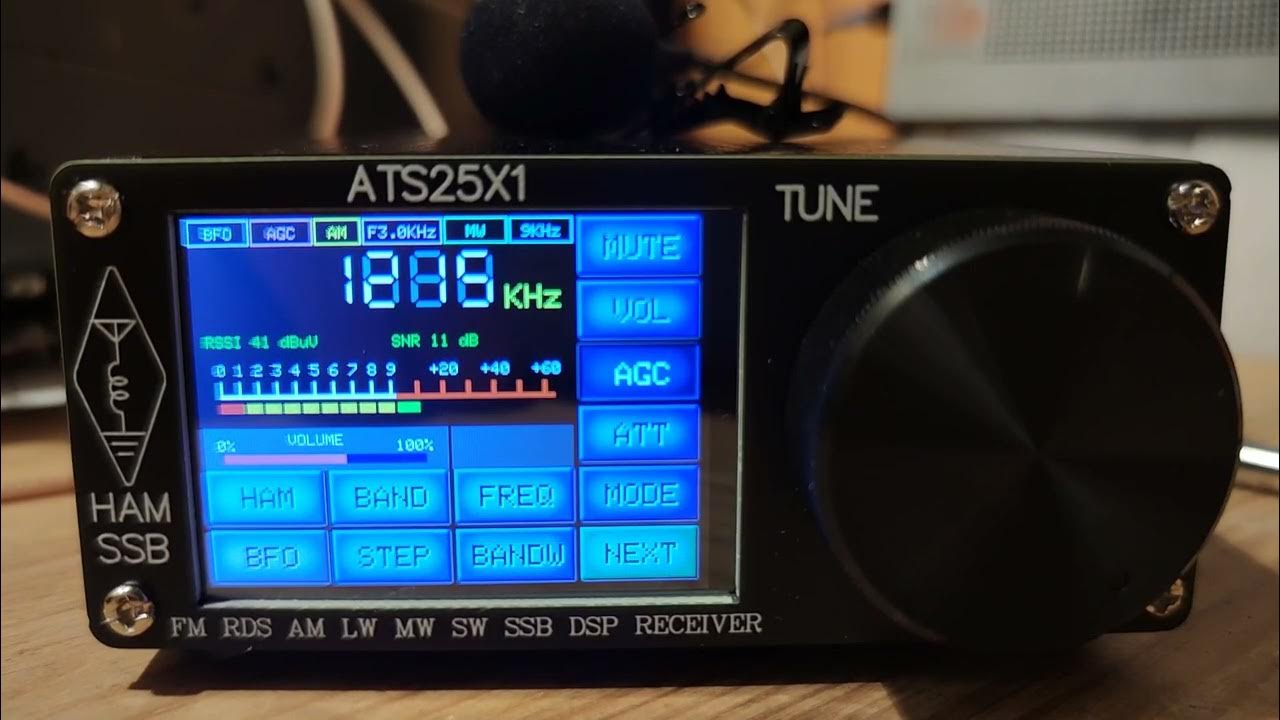 ATS25X1
TUNE
BFO AGC AM F3.0KHz MW 9KHz
KHz
RSSI 41 dBuV SNR 11 dB
0 1 2 3 4 5 6 7 8 9 +20 +40 +60
0% VOLUME 100%
MUTE
VOL
AGC
ATT
HAM BAND FREQ MODE
BFO STEP BANDW NEXT
HAM
SSB
FM RDS AM LW MW SW SSB DSP RECEIVER